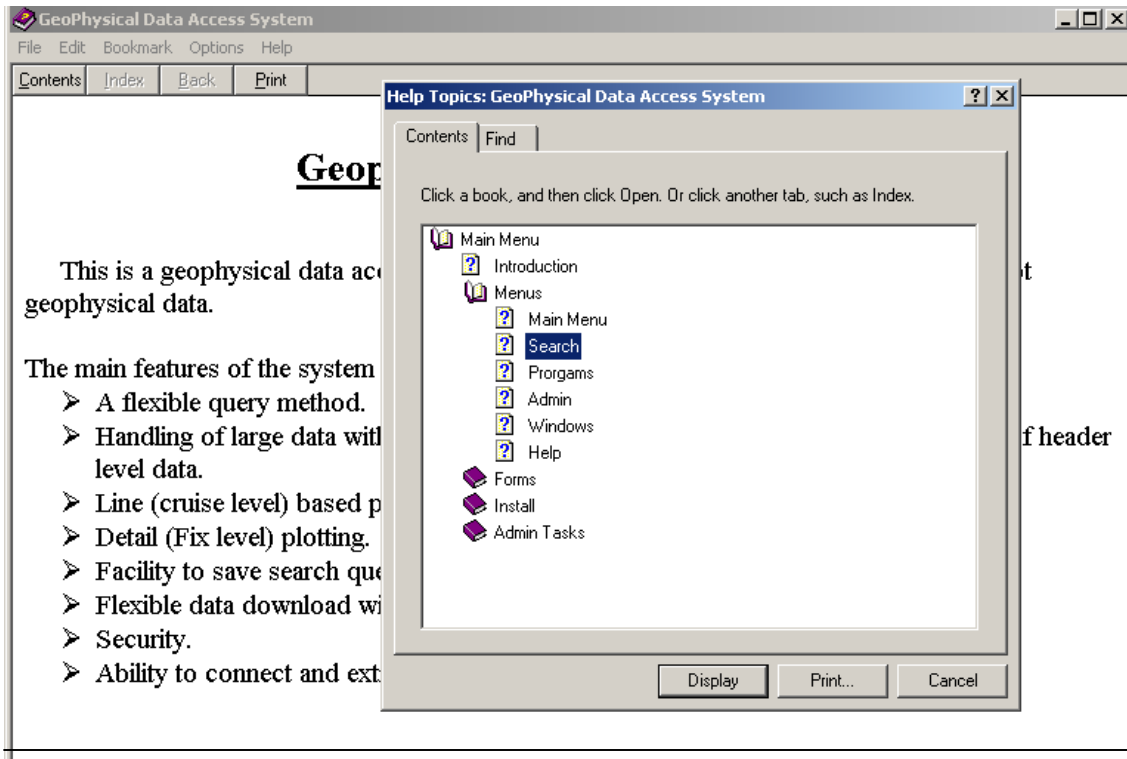 GeoPhysical Data Access System
File Edit Bookmark Options Help
Contents Index Back Print
Geop
This is a geophysical data acc
geophysical data.
The main features of the system
➢ A flexible query method.
➢ Handling of large data with f header
level data.
➢ Line (cruise level) based p
➢ Detail (Fix level) plotting.
➢ Facility to save search que
➢ Flexible data download wi
➢ Security.
➢ Ability to connect and ext
Help Topics: GeoPhysical Data Access System
Contents Find
Click a book, and then click Open. Or click another tab, such as Index.
Main Menu
Introduction
Menus
Main Menu
Search
Prorgams
Admin
Windows
Help
Forms
Install
Admin Tasks
Display Print... Cancel